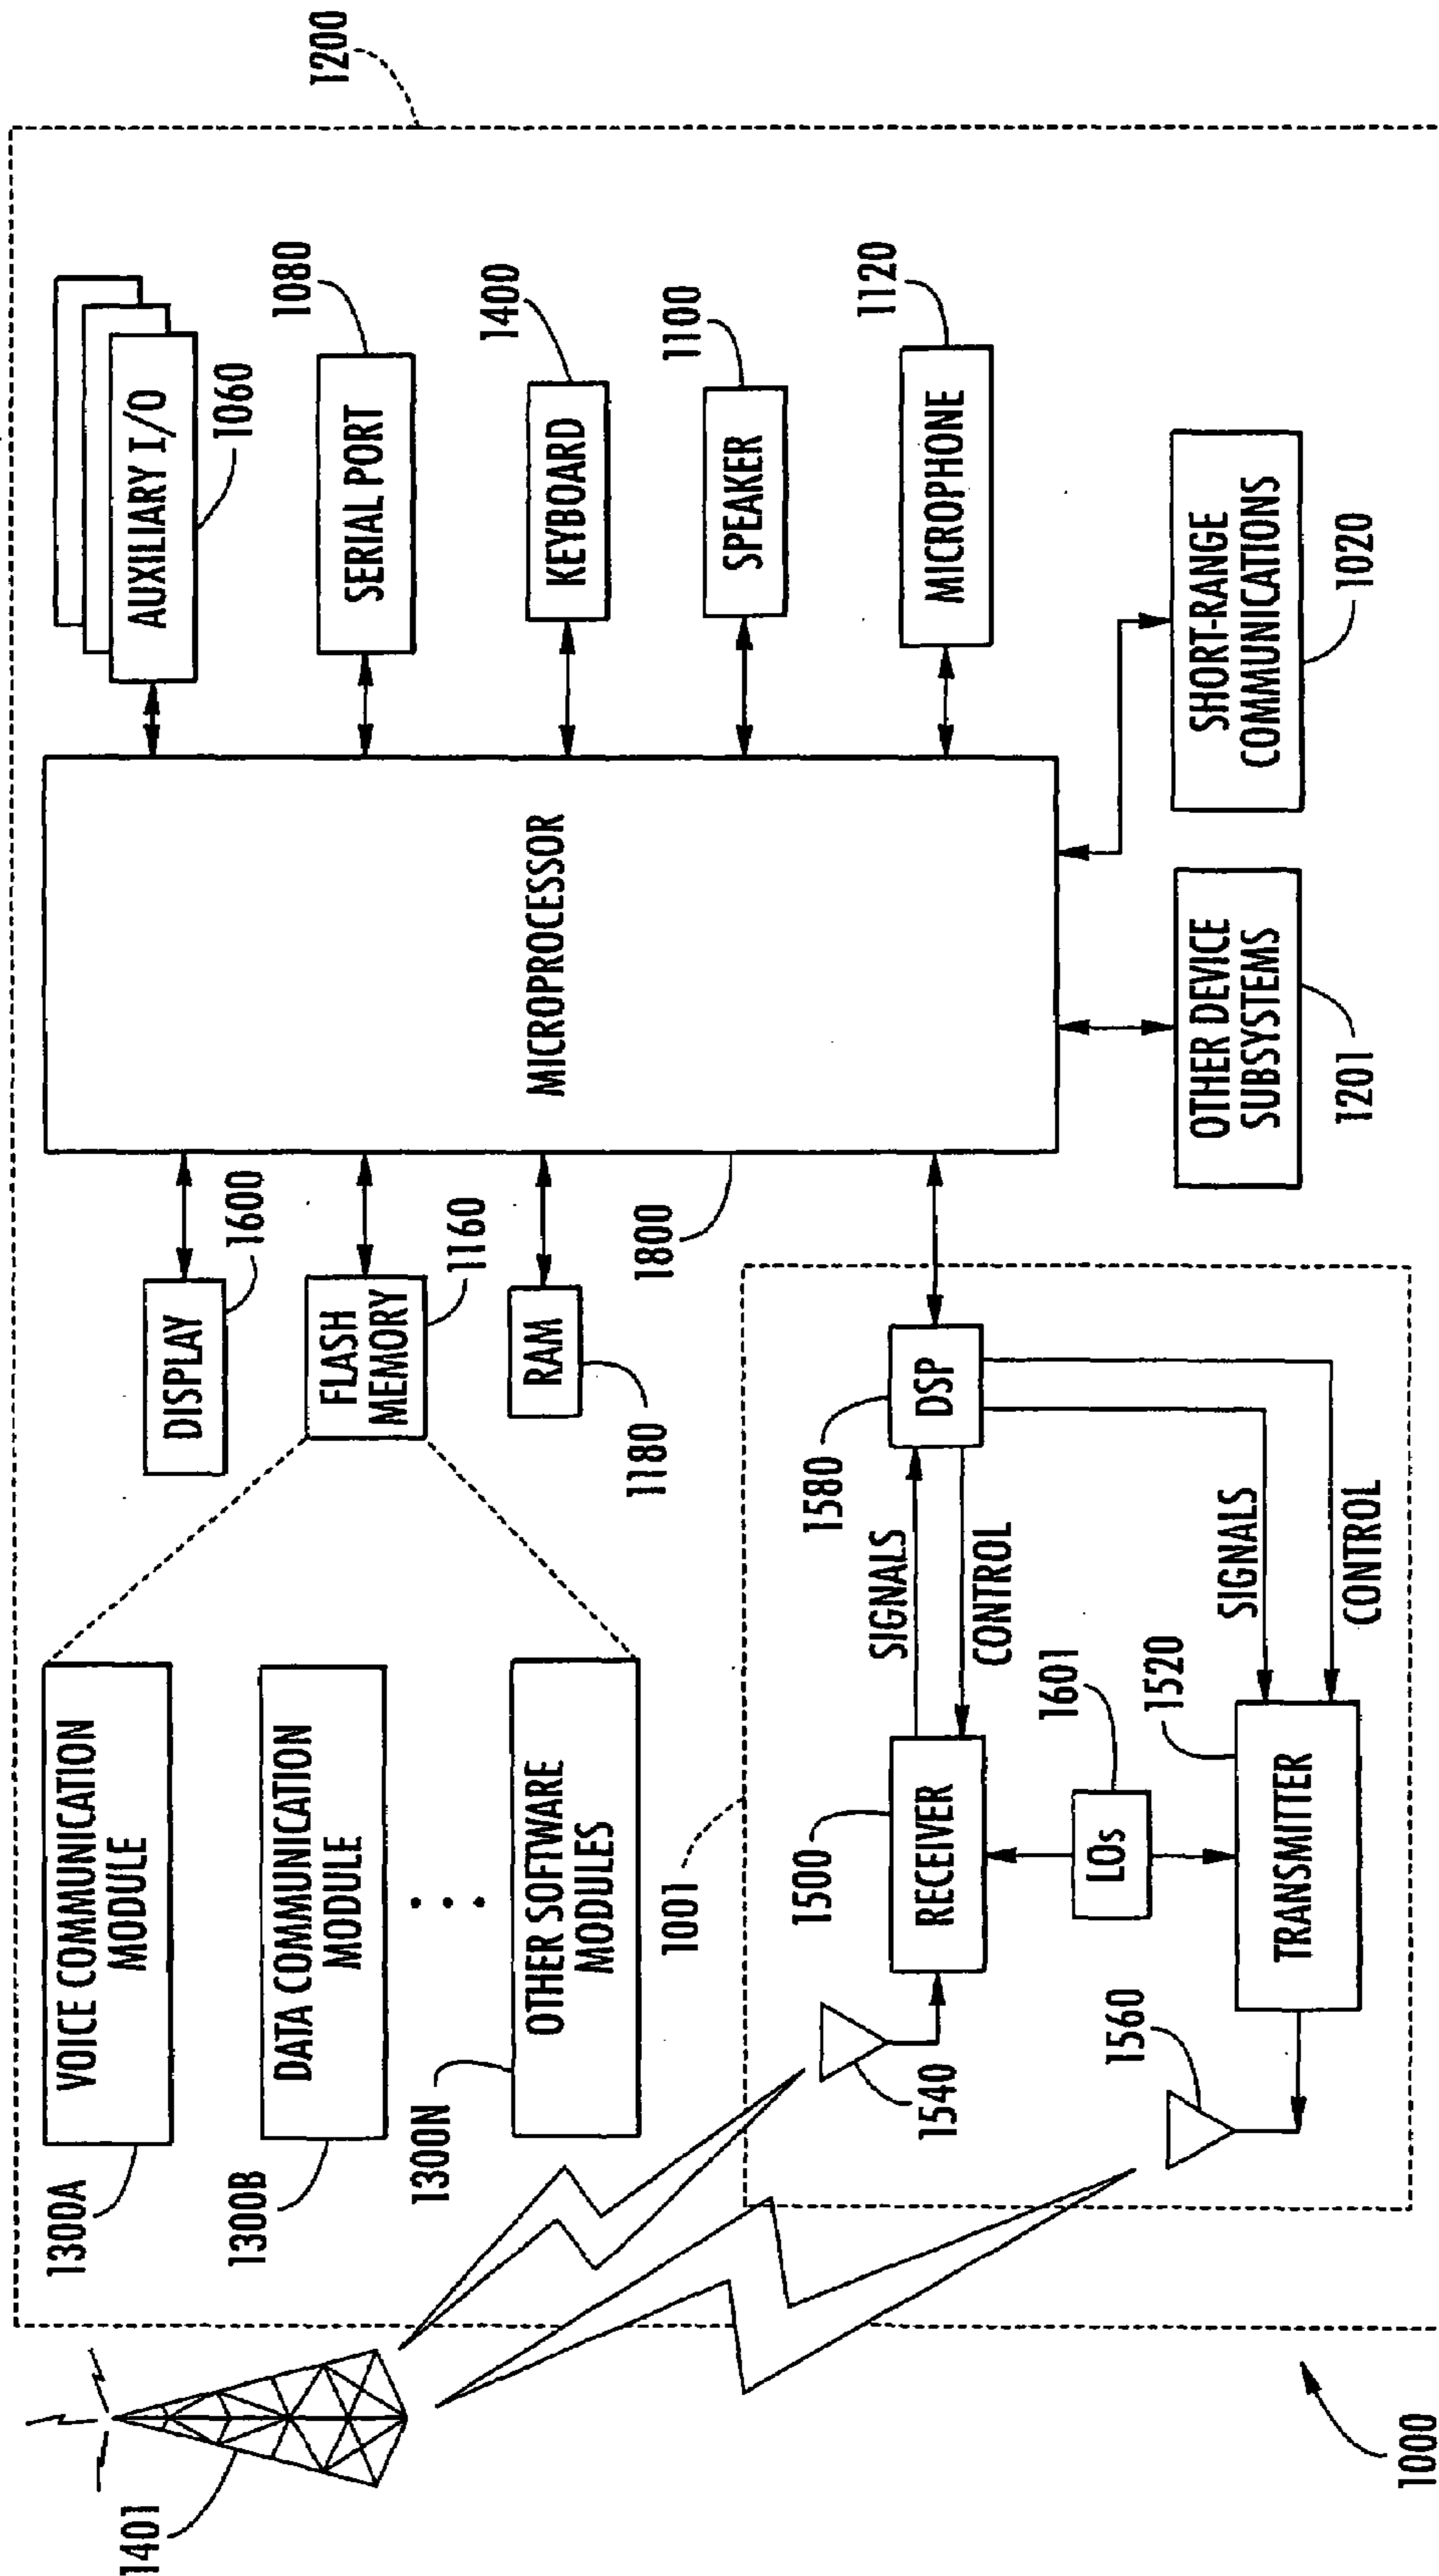 1200
AUXILIARY I/O
1060
SERIAL PORT
1080
KEYBOARD
1400
SPEAKER
1100
MICROPHONE
1120
SHORT-RANGE
COMMUNICATIONS
1020
MICROPROCESSOR
1800
OTHER DEVICE
SUBSYSTEMS
1201
DISPLAY
1600
FLASH
MEMORY
1160
RAM
1180
VOICE COMMUNICATION
MODULE
1300A
DATA COMMUNICATION
MODULE
1300B
OTHER SOFTWARE
MODULES
1300N
1001
DSP
1580
SIGNALS
CONTROL
SIGNALS
CONTROL
RECEIVER
1500
LOs
1601
TRANSMITTER
1520
1540
1560
1401
1000